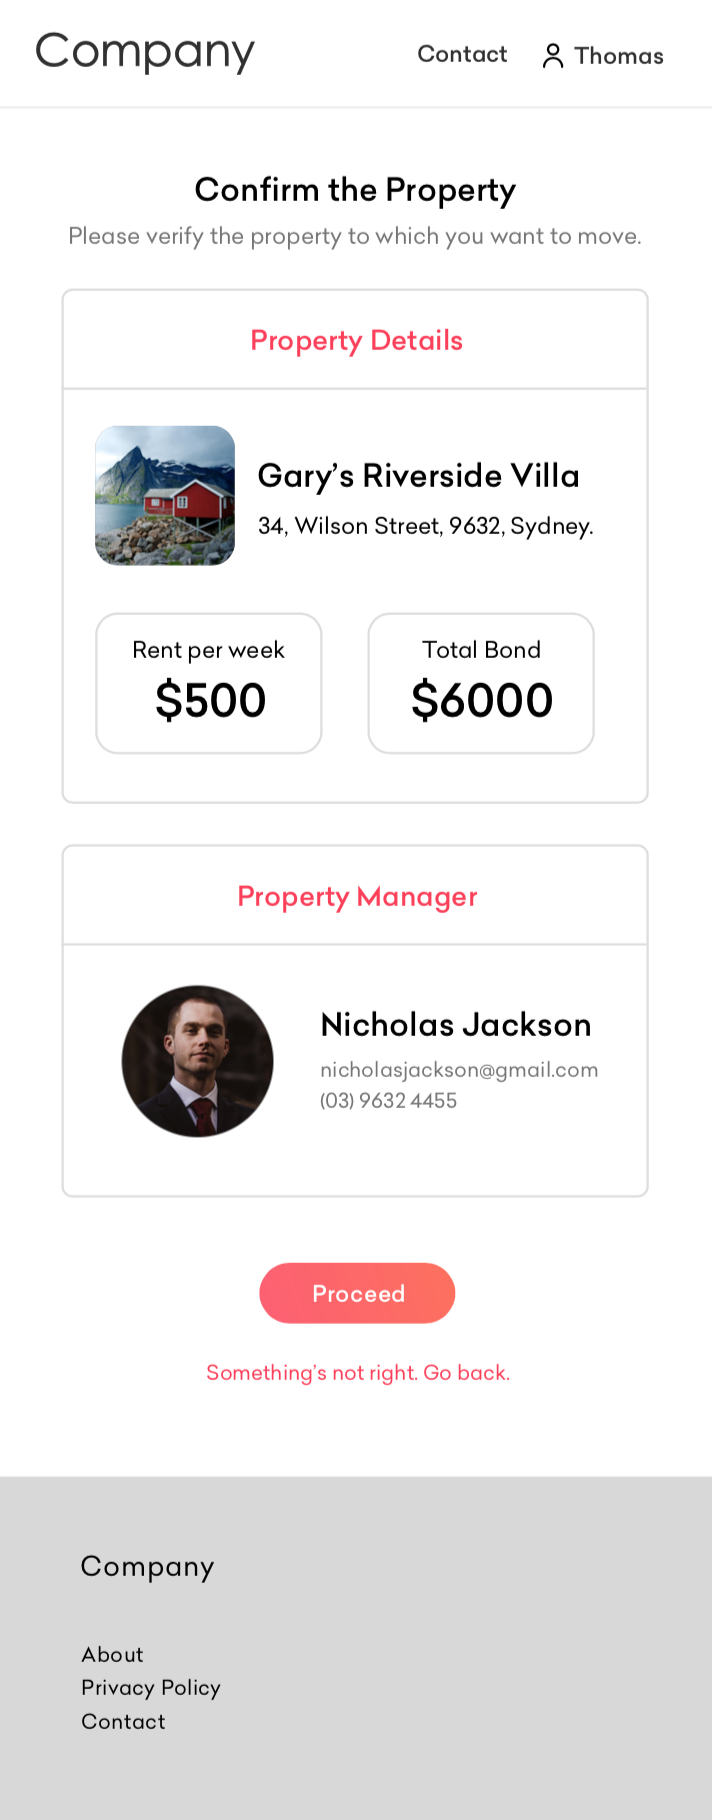 Company
Contact
Thomas
Confirm the Property
Please verify the property to which you want to move.
Property Details
Gary’s Riverside Villa
34, Wilson Street, 9632, Sydney.
Rent per week
$500
Total Bond
$6000
Property Manager
Nicholas Jackson
nicholasjackson@gmail.com
(03) 9632 4455
Proceed
Something’s not right. Go back.
Company
About
Privacy Policy
Contact